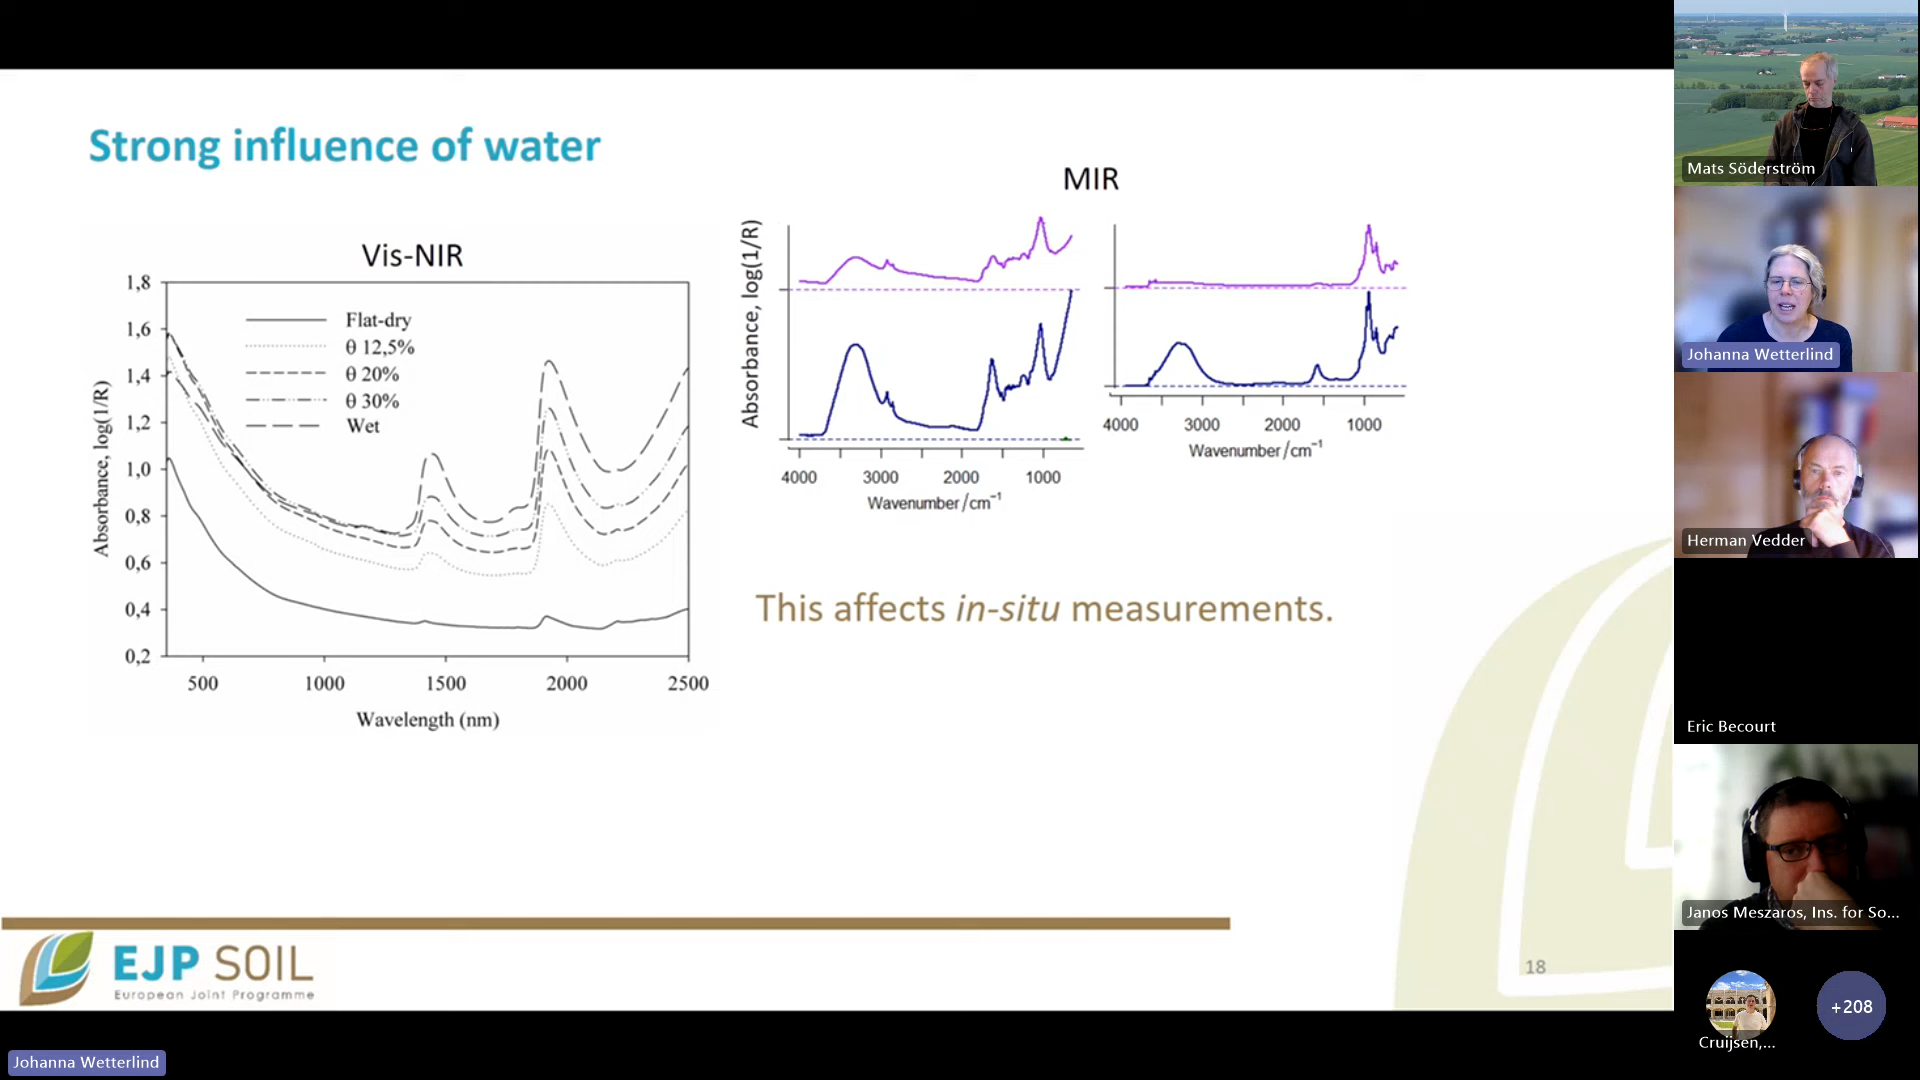 Strong influence of water
Vis-NIR
1,8
1,6
1,4
1,2
1,0
0,8
0,6
0,4
0,2
Absorbance, log(1/R)
Flat-dry
θ 12,5%
θ 20%
θ 30%
Wet
500 1000 1500 2000 2500
Wavelength (nm)
MIR
Absorbance, log(1/R)
4000 3000 2000 1000
Wavenumber/cm⁻¹
4000 3000 2000 1000
Wavenumber/cm⁻¹
This affects in-situ measurements.
EJP SOIL
European Joint Programme
18
Mats Söderström
Johanna Wetterlind
Herman Vedder
Eric Becourt
Janos Meszaros, Ins. for So...
Cruijsen,...
+208
Johanna Wetterlind